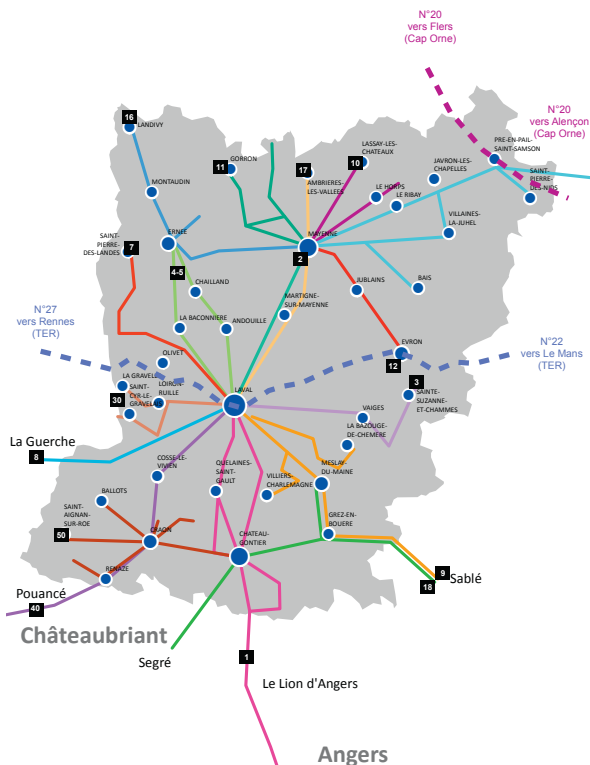 N°20
vers Flers
(Cap Orne)
N°20
vers Alençon
(Cap Orne)
16
LANDIVY
PRE-EN-PAIL-
SAINT-SAMSON
11
GORRON
17
AMBRIERES
-LES-VALLEES
10
LASSAY-LES-
CHATEAUX
JAVRON-LES-
CHAPELLES
SAINT-
PIERRE-
DES-NIDS
MONTAUDIN
LE HORPS
LE RIBAY
VILLAINES-
LA-JUHEL
ERNEE
MAYENNE
2
SAINT-
PIERRE-
DES-LANDES
7
4-5
CHAILLAND
JUBLAINS
BAIS
MARTIGNE-
SUR-MAYENNE
LA BACONNIERE
ANDOUILLE
N°27
vers Rennes
(TER)
N°22
vers Le Mans
(TER)
EVRON
12
OLIVET
LA GRAVELLE
SAINT-
CYR-LE-
GRAVELAIS
30
LOIRON-
RUILLE
LAVAL
3
SAINTE-
SUZANNE-
ET-CHAMMES
VAIGES
LA BAZOUGE-
DE-CHEMERE
La Guerche
8
COSSE-LE-
VIVIEN
QUELAINES-
SAINT-
GAULT
VILLIERS-
CHARLEMAGNE
MESLAY-
DU-MAINE
BALLOTS
SAINT-
AIGNAN-
SUR-ROE
50
CRAON
CHATEAU-
GONTIER
GREZ-EN-
BOUERE
RENAZE
9
18
Sablé
Pouancé
40
Châteaubriant
Segré
1
Le Lion d'Angers
Angers